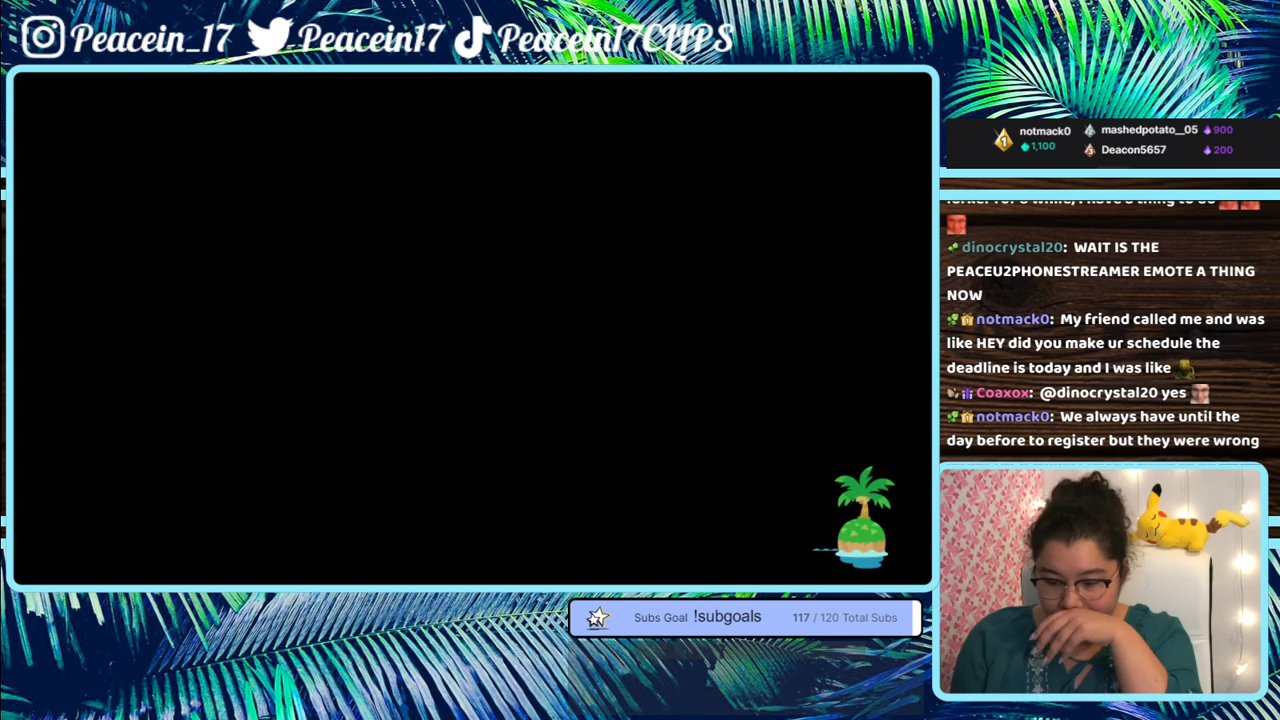 Peacein_17 Peacein17 Peacein17ClIPS
notmack0
1,100
mashedpotato__05 900
Deacon5657 200
dinocrystal20: WAIT IS THE
PEACEU2PHONESTREAMER EMOTE A THING
NOW
notmack0: My friend called me and was
like HEY did you make ur schedule the
deadline is today and I was like
Coaxox: @dinocrystal20 yes
notmack0: We always have until the
day before to register but they were wrong
Subs Goal !subgoals 117 / 120 Total Subs